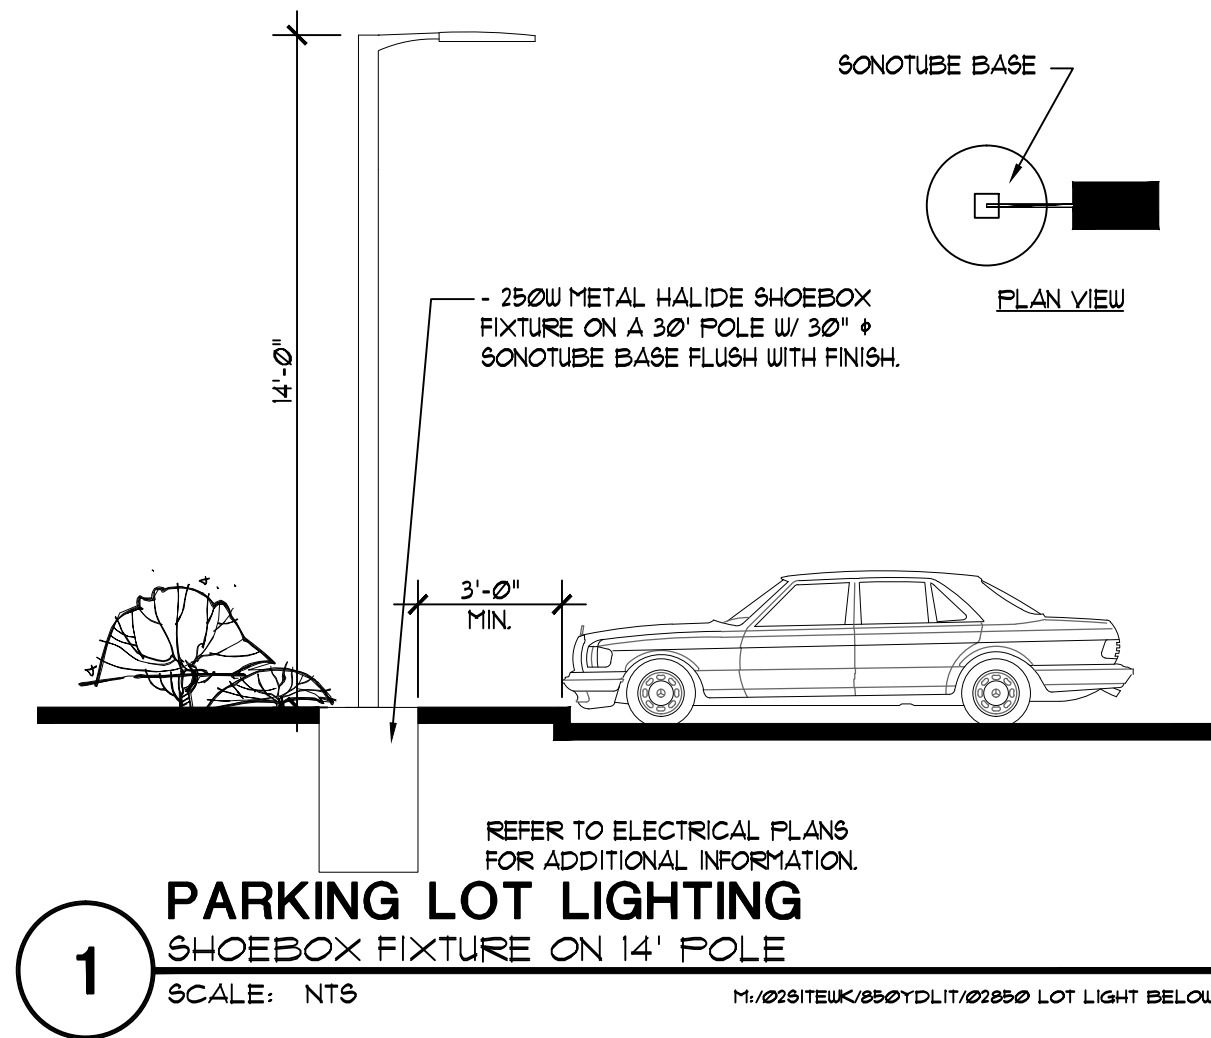 SONOTUBE BASE
PLAN VIEW
- 250W METAL HALIDE SHOEBOX
FIXTURE ON A 30' POLE W/ 30" ϕ
SONOTUBE BASE FLUSH WITH FINISH.
14'-0"
3'-0"
MIN.
REFER TO ELECTRICAL PLANS
FOR ADDITIONAL INFORMATION.
1
PARKING LOT LIGHTING
SHOEBOX FIXTURE ON 14' POLE
SCALE: NTS
M:/02SITEWK/850YDLIT/02850 LOT LIGHT BELOW